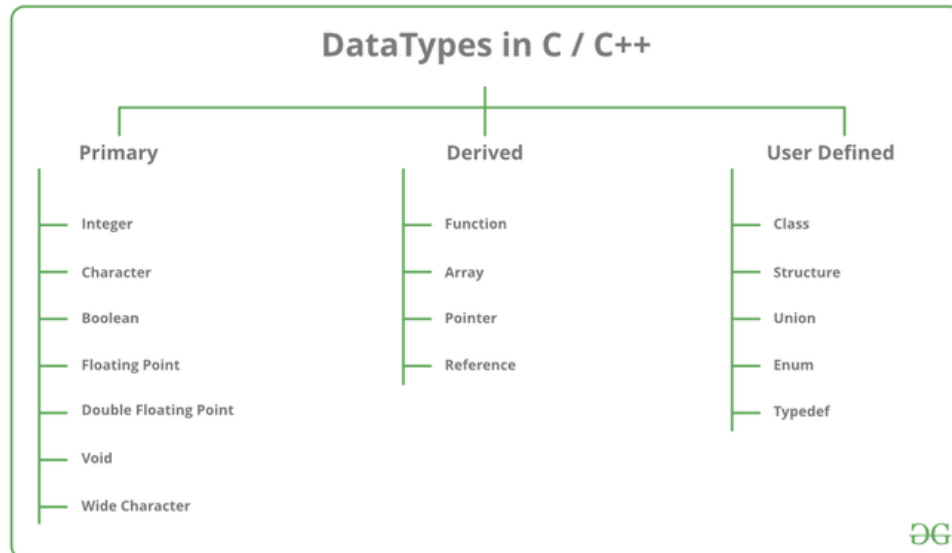 DataTypes in C / C++
Primary
Integer
Character
Boolean
Floating Point
Double Floating Point
Void
Wide Character
Derived
Function
Array
Pointer
Reference
User Defined
Class
Structure
Union
Enum
Typedef